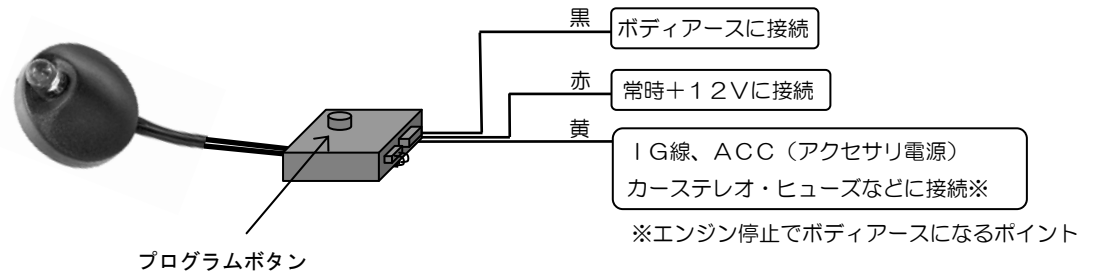 黒
ボディアースに接続
赤
常時＋１２Ｖに接続
黄
ＩＧ線、ＡＣＣ（アクセサリ電源）
カーステレオ・ヒューズなどに接続※
※エンジン停止でボディアースになるポイント
プログラムボタン